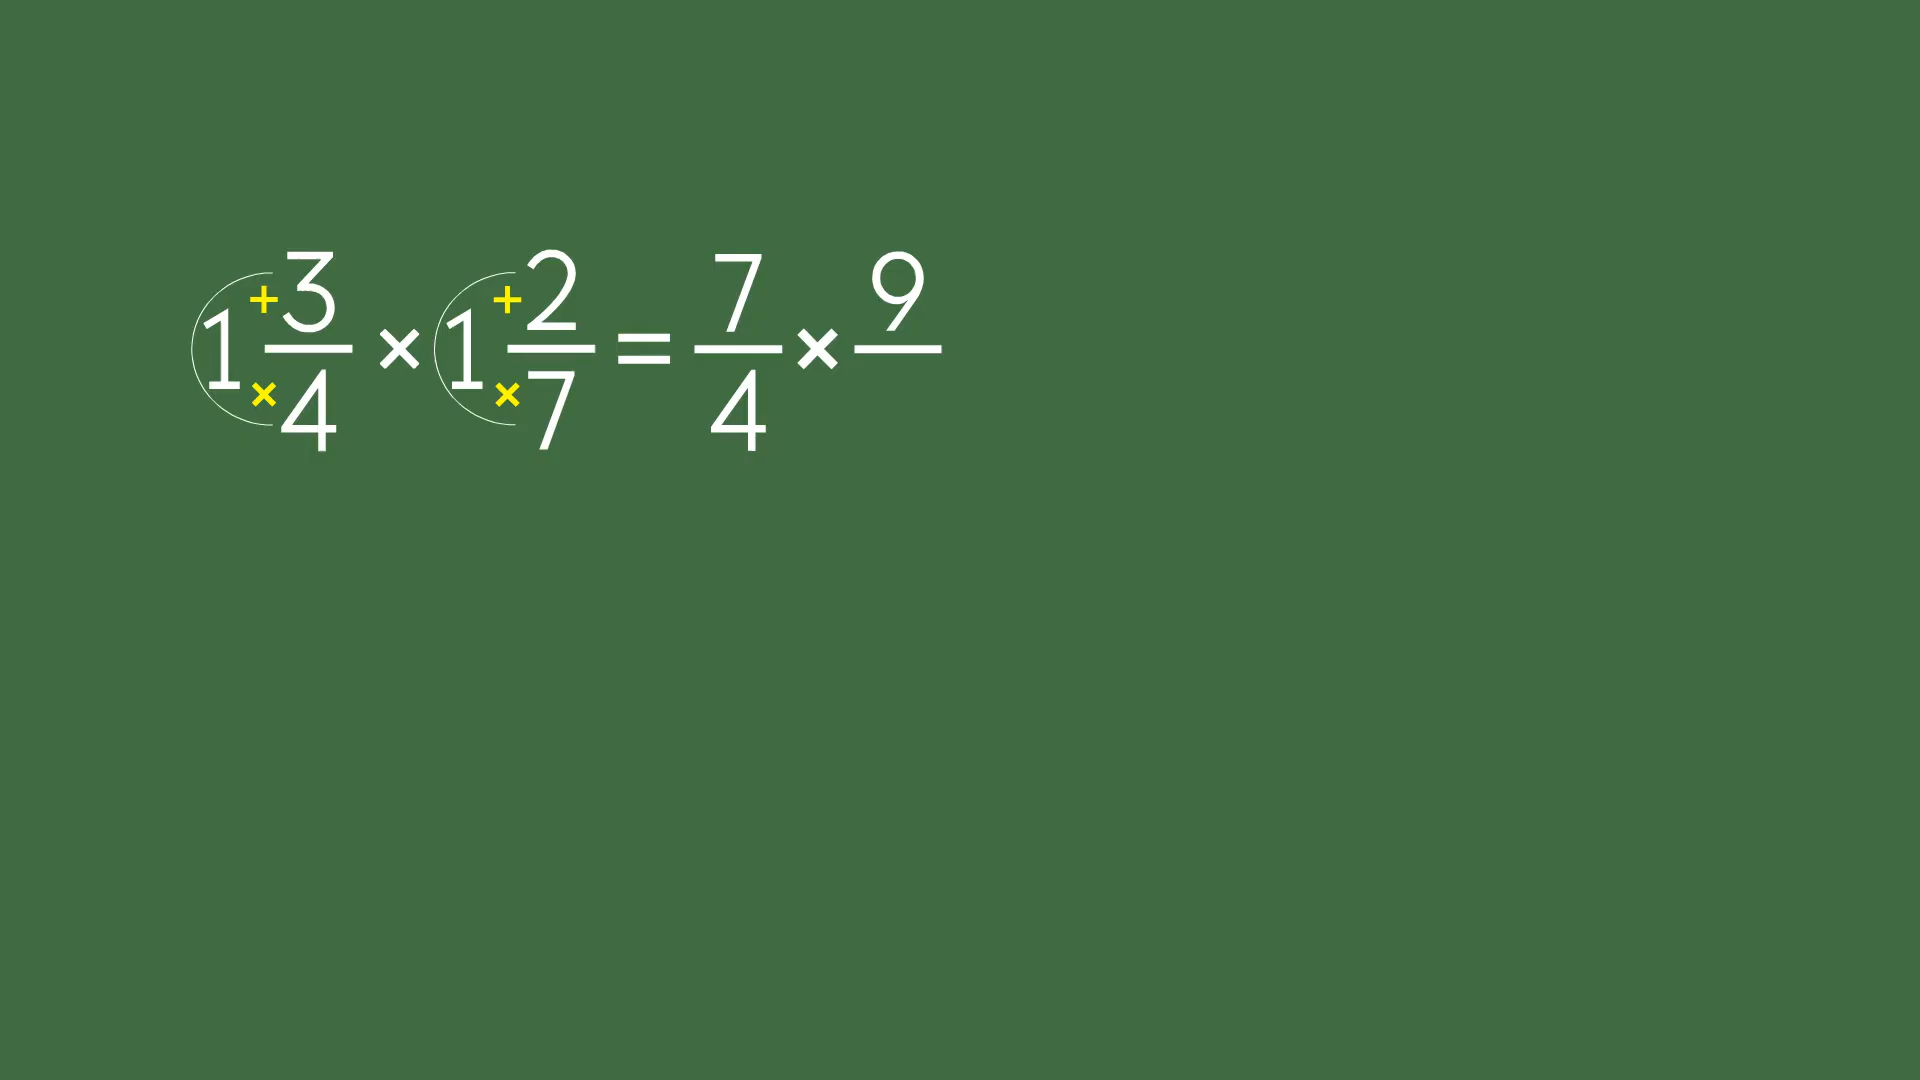 1 + 3/4 × × 1 + 2/7 × = 7/4 × 9/